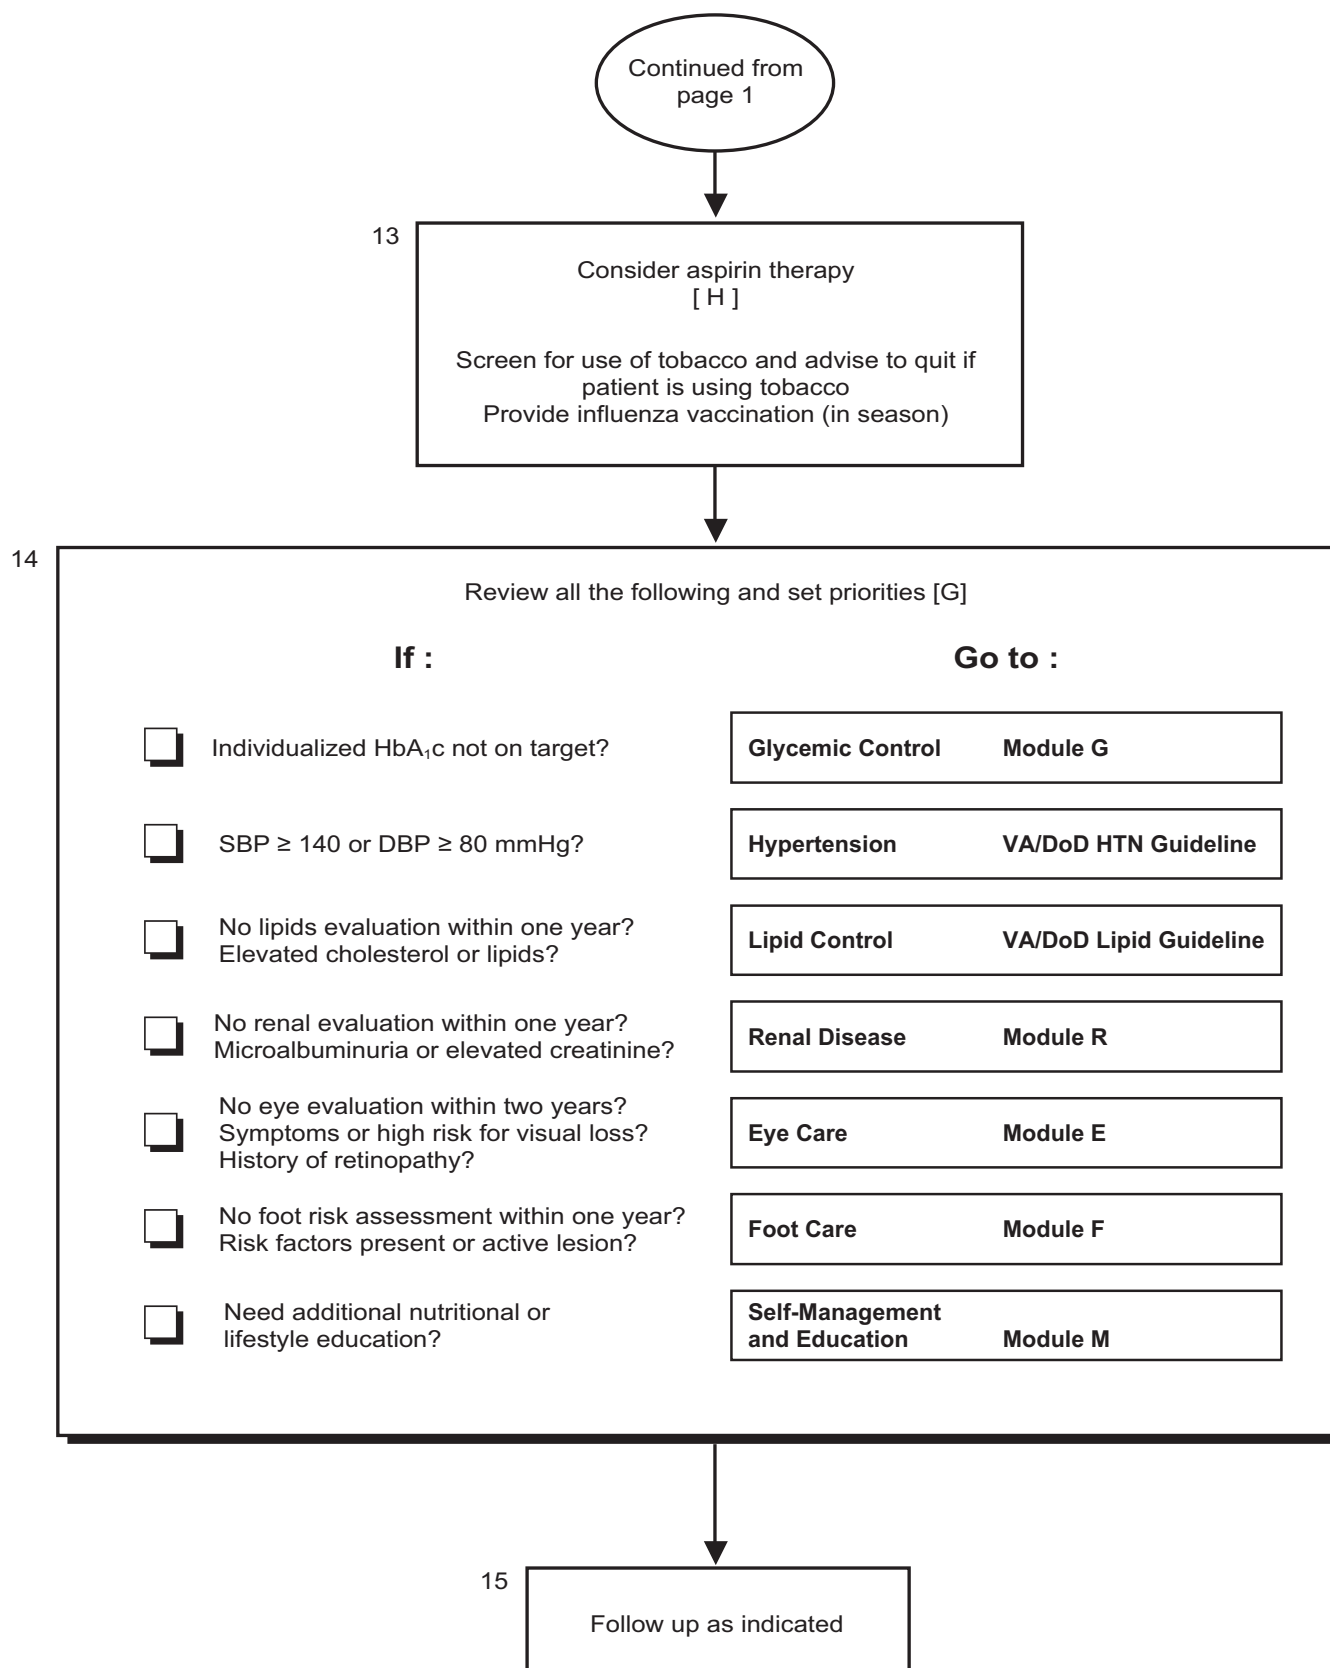 Continued from
page 1
13
Consider aspirin therapy
[ H ]
Screen for use of tobacco and advise to quit if
patient is using tobacco
Provide influenza vaccination (in season)
14
Review all the following and set priorities [G]
If :
Go to :
Individualized HbA₁c not on target?
Glycemic Control Module G
SBP ≥ 140 or DBP ≥ 80 mmHg?
Hypertension VA/DoD HTN Guideline
No lipids evaluation within one year?
Elevated cholesterol or lipids?
Lipid Control VA/DoD Lipid Guideline
No renal evaluation within one year?
Microalbuminuria or elevated creatinine?
Renal Disease Module R
No eye evaluation within two years?
Symptoms or high risk for visual loss?
History of retinopathy?
Eye Care Module E
No foot risk assessment within one year?
Risk factors present or active lesion?
Foot Care Module F
Need additional nutritional or
lifestyle education?
Self-Management
and Education Module M
15
Follow up as indicated